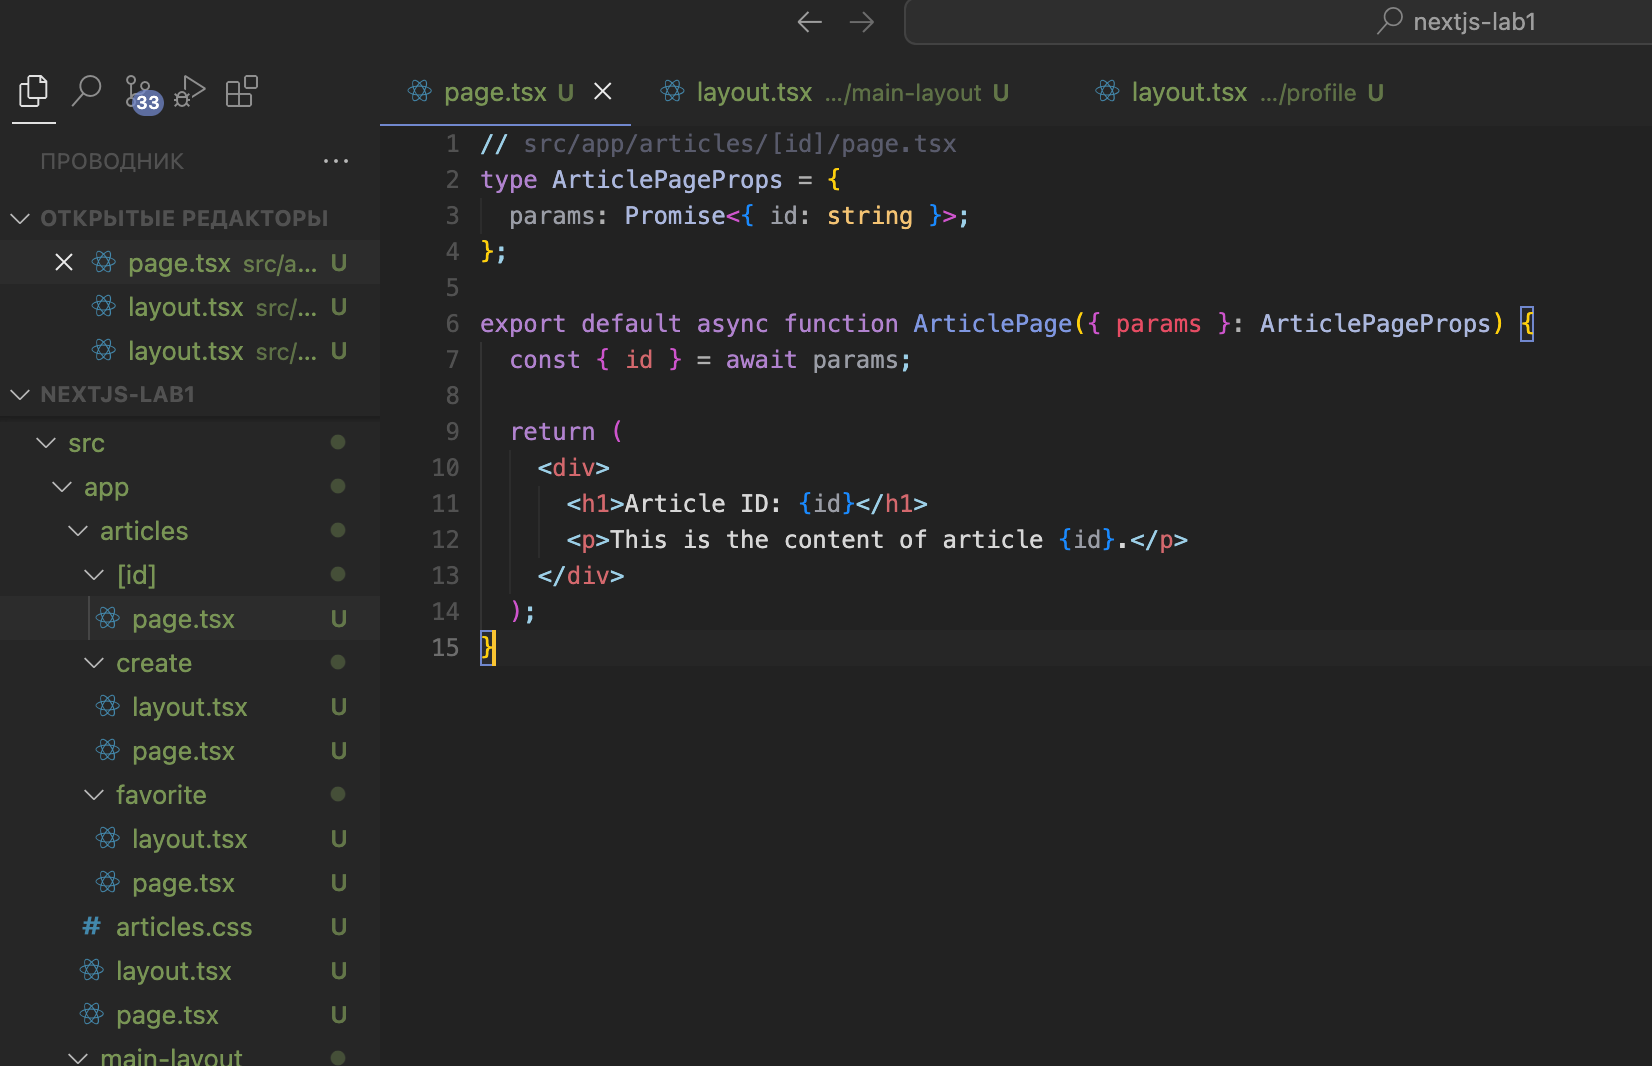 nextjs-lab1
33
page.tsx U
layout.tsx .../main-layout U
layout.tsx .../profile U
ПРОВОДНИК
ОТКРЫТЫЕ РЕДАКТОРЫ
page.tsx src/a... U
layout.tsx src/... U
layout.tsx src/... U
NEXTJS-LAB1
src
app
articles
[id]
page.tsx U
create
layout.tsx U
page.tsx U
favorite
layout.tsx U
page.tsx U
# articles.css U
layout.tsx U
page.tsx U
main-layout
1 // src/app/articles/[id]/page.tsx
2 type ArticlePageProps = {
3   params: Promise<{ id: string }>;
4 };
5
6 export default async function ArticlePage({ params }: ArticlePageProps) {
7   const { id } = await params;
8
9   return (
10     <div>
11       <h1>Article ID: {id}</h1>
12       <p>This is the content of article {id}.</p>
13     </div>
14   );
15 }